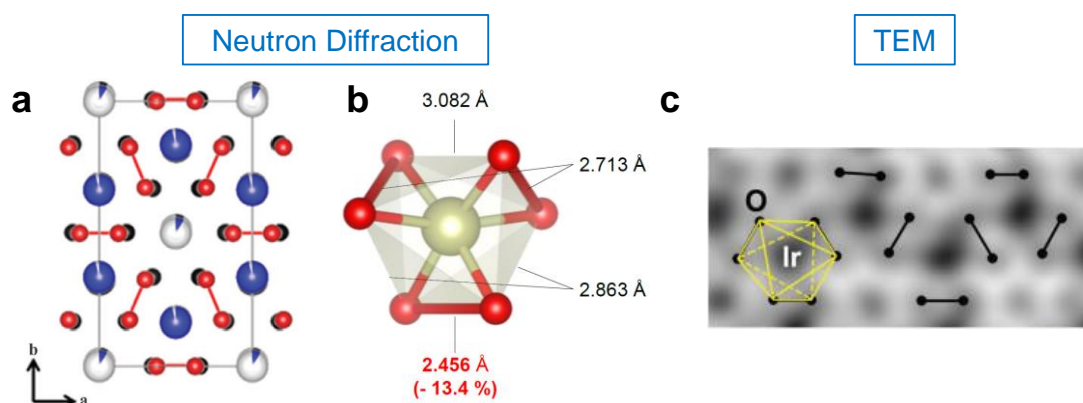 Neutron Diffraction
TEM
a
b
c
3.082 Å
2.713 Å
2.863 Å
2.456 Å
(- 13.4 %)
b
a
O
Ir